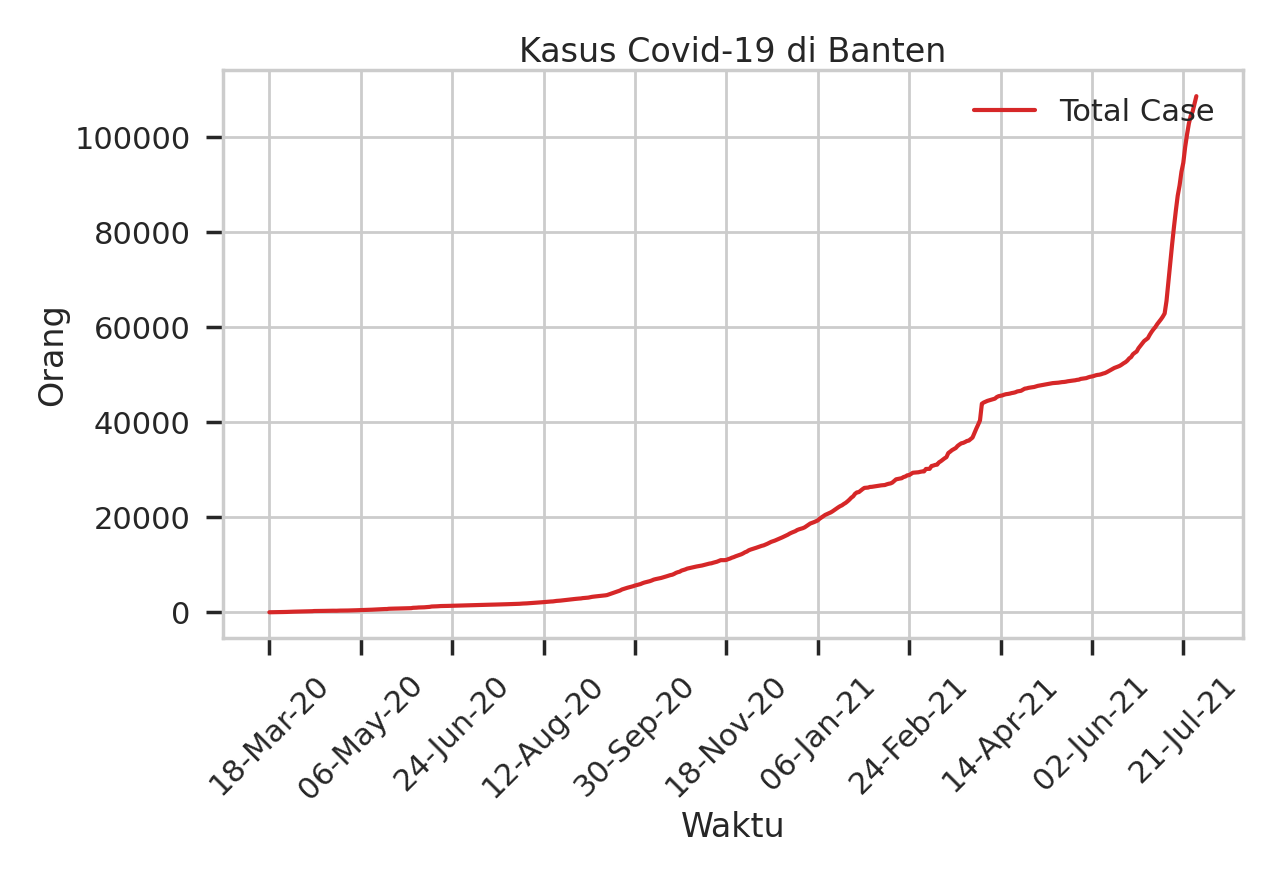 Kasus Covid-19 di Banten
Total Case
Orang
100000
80000
60000
40000
20000
0
18-Mar-20
06-May-20
24-Jun-20
12-Aug-20
30-Sep-20
18-Nov-20
06-Jan-21
24-Feb-21
14-Apr-21
02-Jun-21
21-Jul-21
Waktu